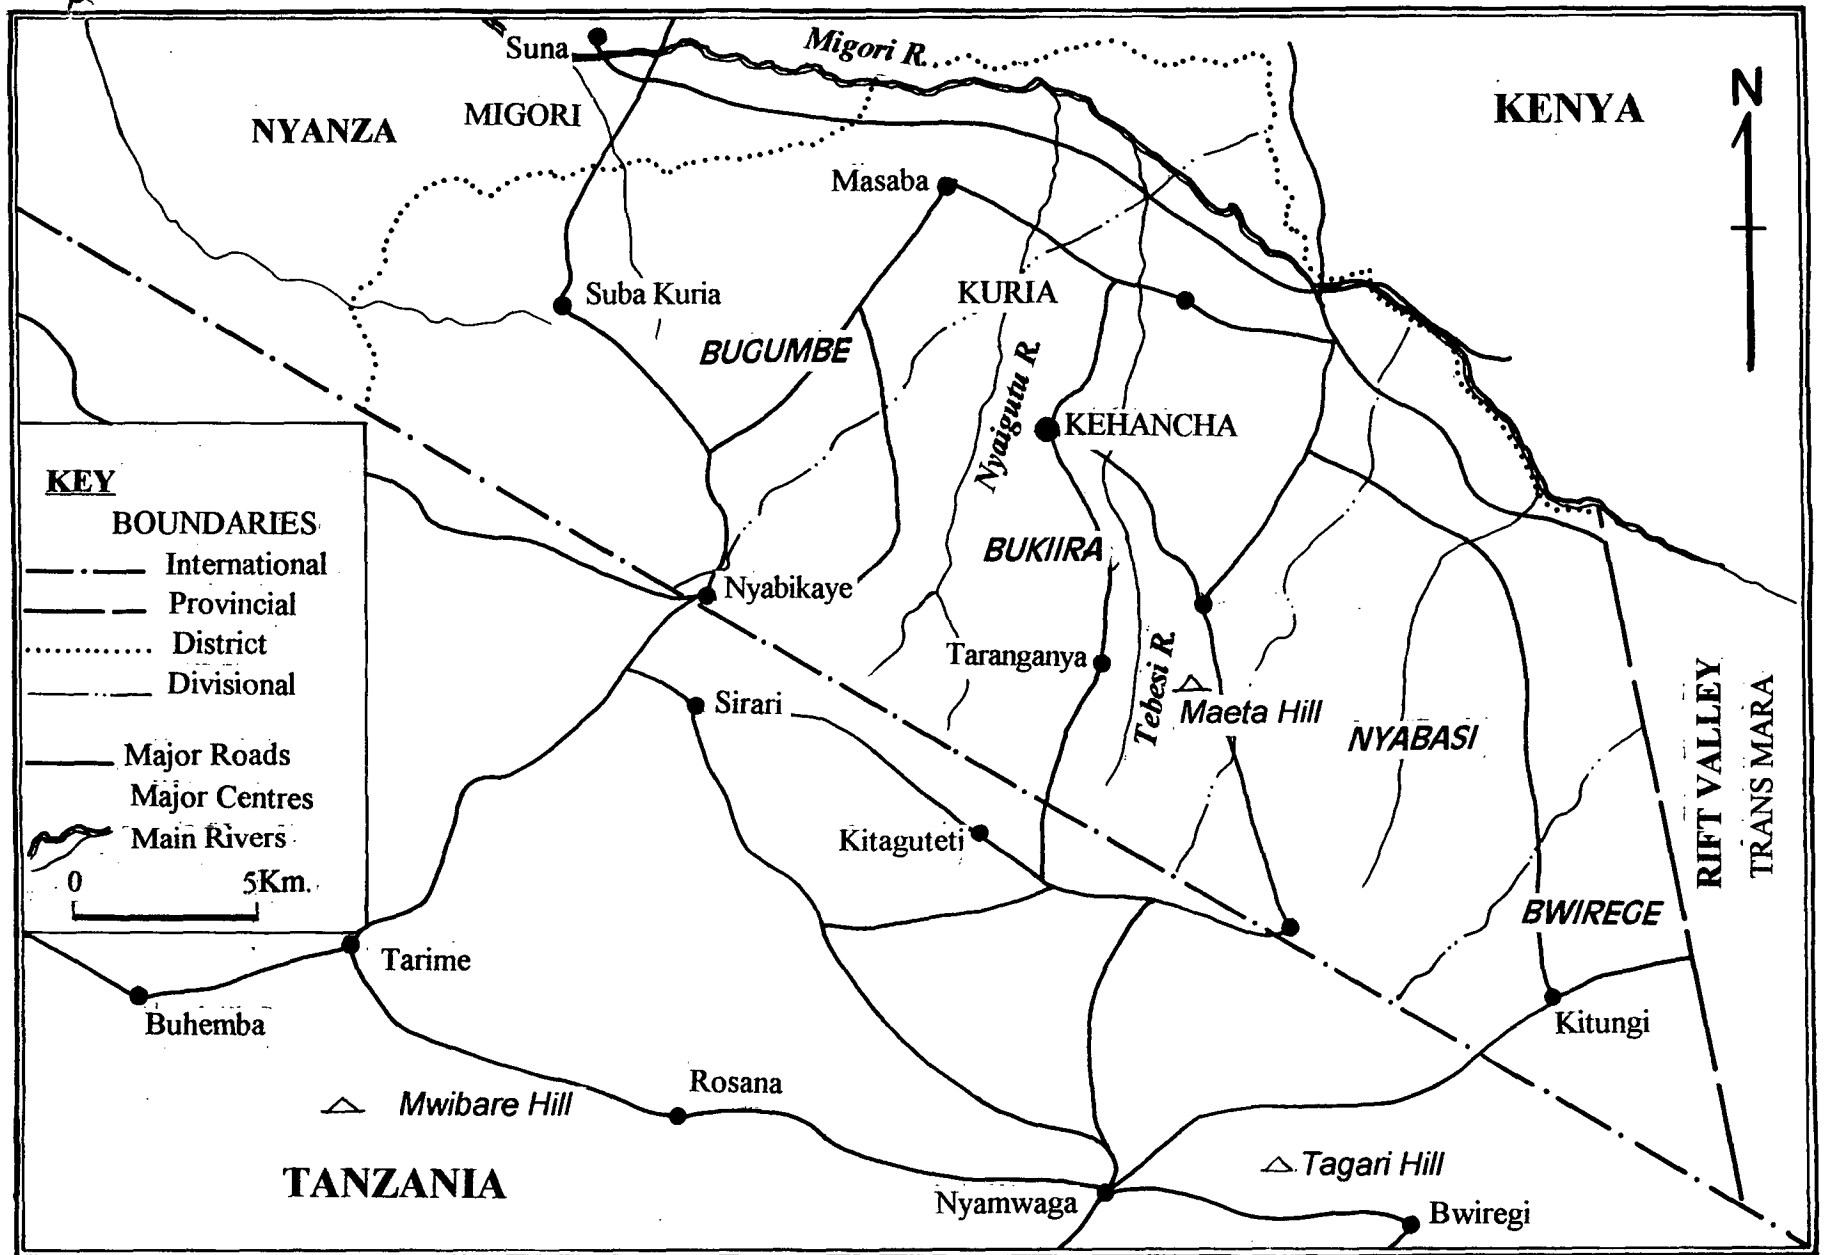 Suna
Migori R.
N
KENYA
NYANZA
MIGORI
Masaba
Suba Kuria
KURIA
BUGUMBE
Nyaigutu R.
KEHANCHA
BUKIIRA
Nyabikaye
Taranganya
Tebesi R.
Maeta Hill
NYABASI
RIFT VALLEY
TRANS MARA
Sirari
Kitaguteti
BWIREGE
Kitungi
KEY
BOUNDARIES
International
Provincial
District
Divisional
Major Roads
Major Centres
Main Rivers
0 5Km.
Tarime
Buhemba
Rosana
Mwibare Hill
TANZANIA
Nyamwaga
Tagari Hill
Bwiregi